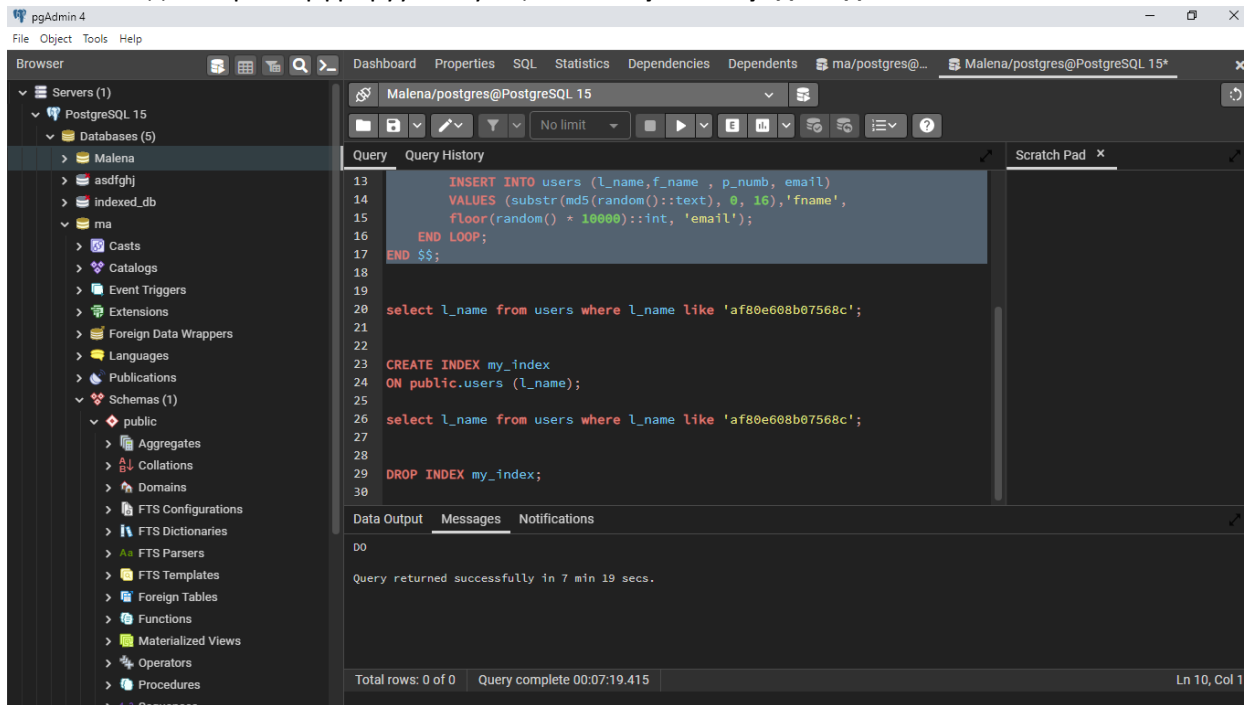 pgAdmin 4
File Object Tools Help
Browser
Dashboard Properties SQL Statistics Dependencies Dependents ma/postgres@... Malena/postgres@PostgreSQL 15*
Servers (1)
PostgreSQL 15
Databases (5)
Malena
asdfghj
indexed_db
ma
Casts
Catalogs
Event Triggers
Extensions
Foreign Data Wrappers
Languages
Publications
Schemas (1)
public
Aggregates
Collations
Domains
FTS Configurations
FTS Dictionaries
FTS Parsers
FTS Templates
Foreign Tables
Functions
Materialized Views
Operators
Procedures
Malena/postgres@PostgreSQL 15
No limit
Query Query History
Scratch Pad
13 INSERT INTO users (l_name,f_name , p_numb, email)
14 VALUES (substr(md5(random()::text), 0, 16),'fname',
15 floor(random() * 10000)::int, 'email');
16 END LOOP;
17 END $$;
18
19
20 select l_name from users where l_name like 'af80e608b07568c';
21
22
23 CREATE INDEX my_index
24 ON public.users (l_name);
25
26 select l_name from users where l_name like 'af80e608b07568c';
27
28
29 DROP INDEX my_index;
30
Data Output Messages Notifications
DO
Query returned successfully in 7 min 19 secs.
Total rows: 0 of 0 Query complete 00:07:19.415 Ln 10, Col 1